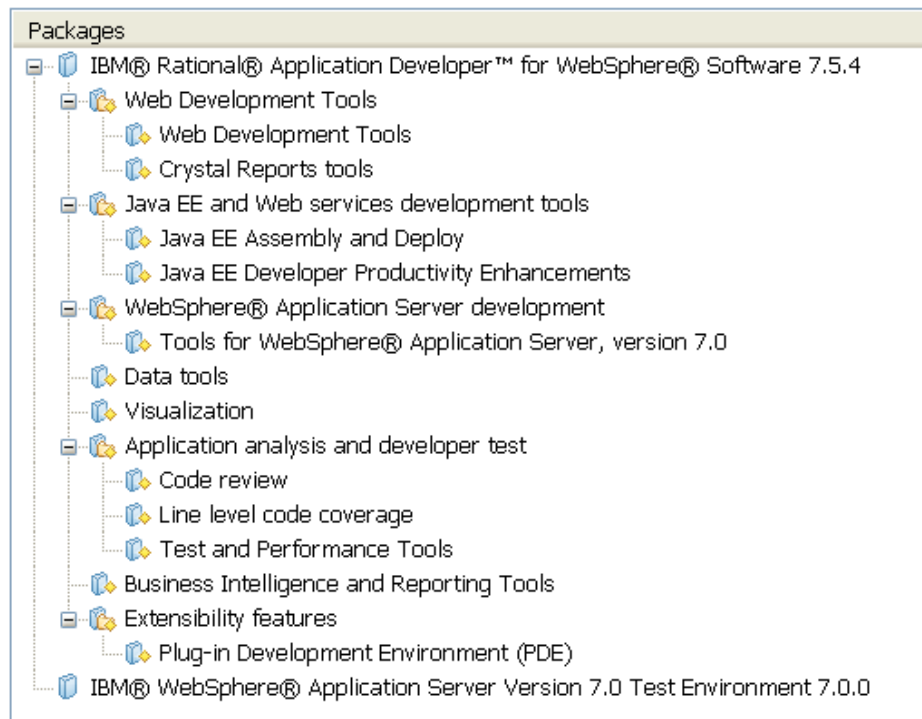 Packages
IBM® Rational® Application Developer™ for WebSphere® Software 7.5.4
Web Development Tools
Web Development Tools
Crystal Reports tools
Java EE and Web services development tools
Java EE Assembly and Deploy
Java EE Developer Productivity Enhancements
WebSphere® Application Server development
Tools for WebSphere® Application Server, version 7.0
Data tools
Visualization
Application analysis and developer test
Code review
Line level code coverage
Test and Performance Tools
Business Intelligence and Reporting Tools
Extensibility features
Plug-in Development Environment (PDE)
IBM® WebSphere® Application Server Version 7.0 Test Environment 7.0.0